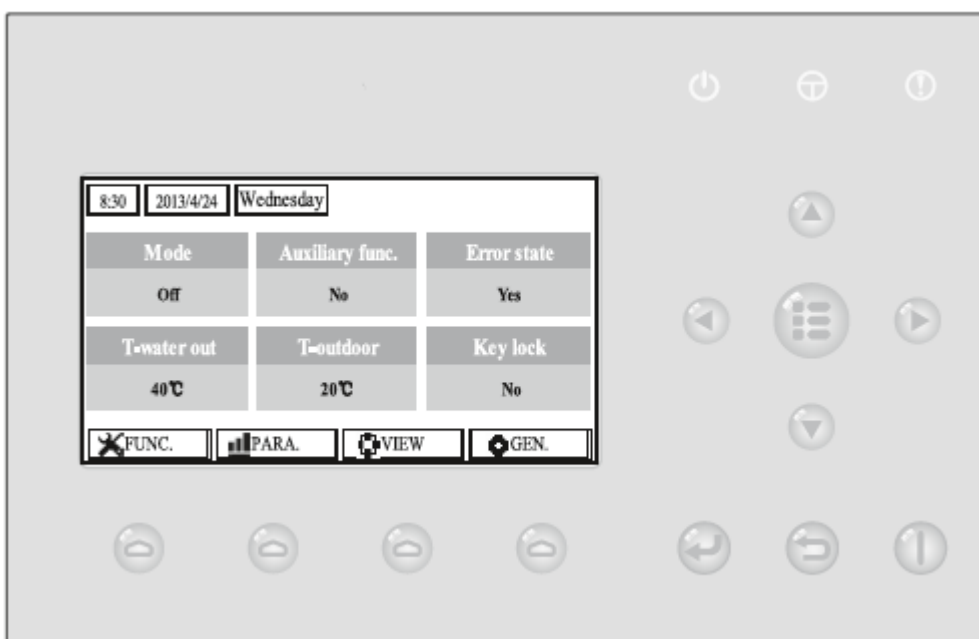 8:30 2013/4/24 Wednesday
Mode Auxiliary func. Error state
Off No Yes
T-water out T-outdoor Key lock
40℃ 20℃ No
FUNC. PARA. VIEW GEN.